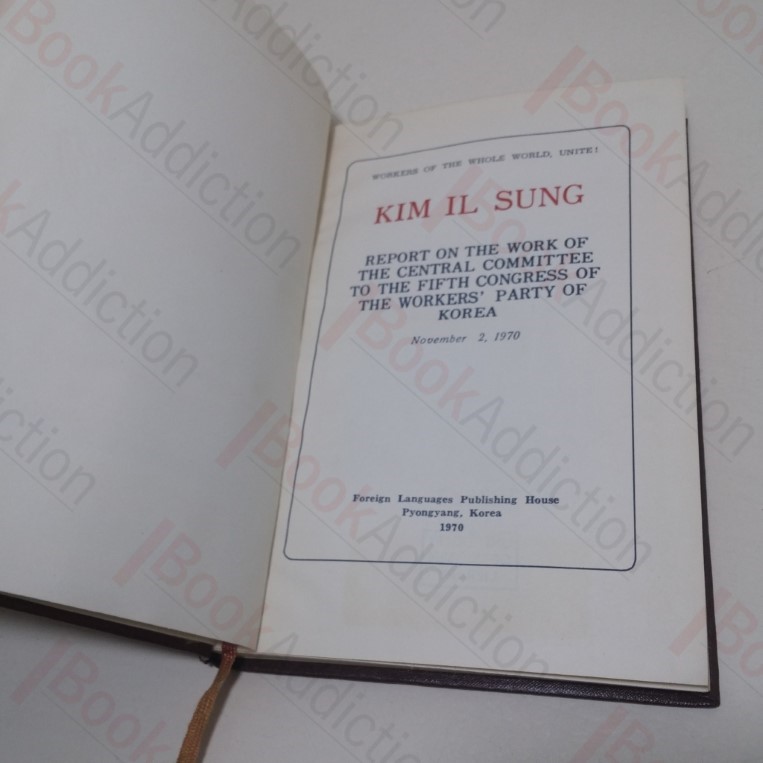 WORKERS OF THE WHOLE WORLD, UNITE!
KIM IL SUNG
REPORT ON THE WORK OF
THE CENTRAL COMMITTEE
TO THE FIFTH CONGRESS OF
THE WORKERS' PARTY OF
KOREA
November 2, 1970
Foreign Languages Publishing House
Pyongyang, Korea
1970
BookAddiction